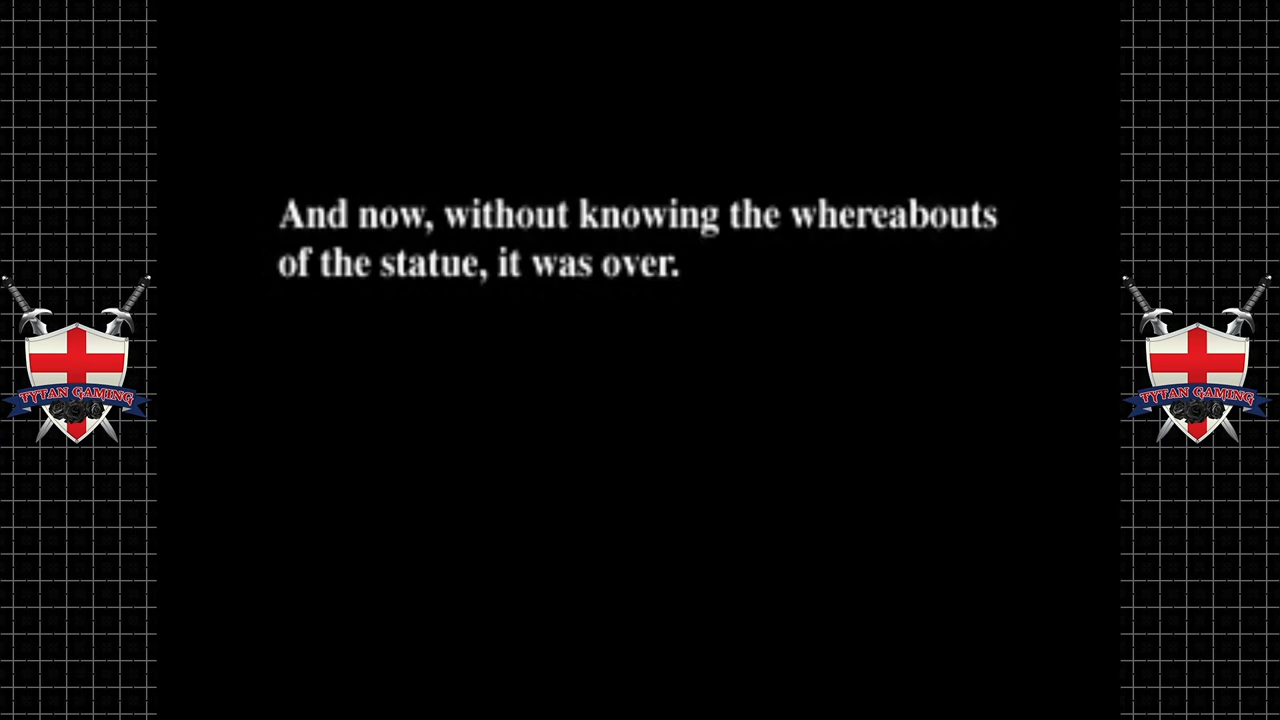 And now, without knowing the whereabouts
of the statue, it was over.
TYTAN GAMING
TYTAN GAMING